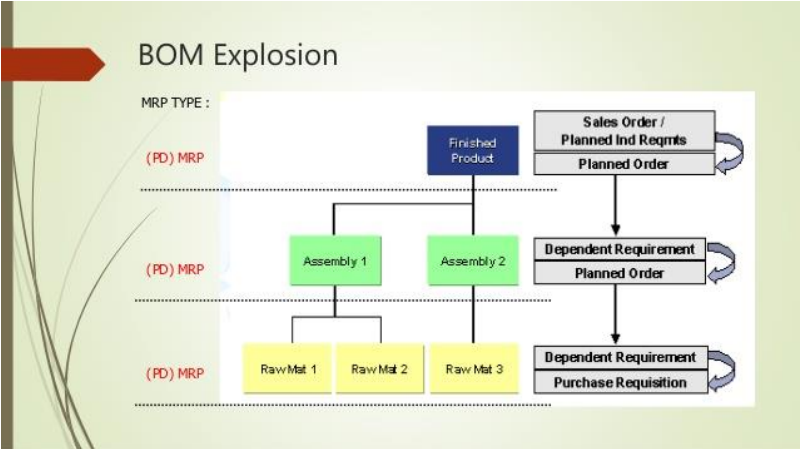 BOM Explosion
MRP TYPE :
(PD) MRP
Finished
Product
Sales Order /
Planned Ind Reqmts
Planned Order
(PD) MRP
Assembly 1
Assembly 2
Dependent Requirement
Planned Order
(PD) MRP
Raw Mat 1
Raw Mat 2
Raw Mat 3
Dependent Requirement
Purchase Requisition